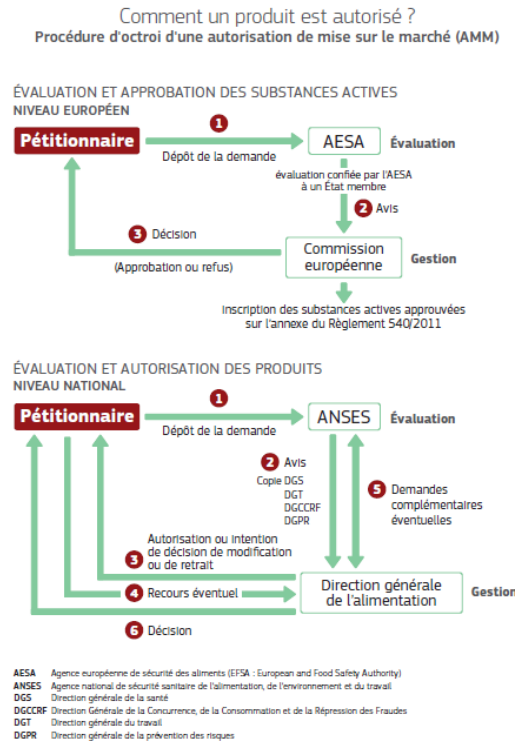 Comment un produit est autorisé ?
Procédure d'octroi d'une autorisation de mise sur le marché (AMM)
ÉVALUATION ET APPROBATION DES SUBSTANCES ACTIVES
NIVEAU EUROPÉEN
Pétitionnaire
1
Dépôt de la demande
AESA
Évaluation
évaluation confiée par l'AESA
à un État membre
2 Avis
3 Décision
(Approbation ou refus)
Commission
européenne
Gestion
inscription des substances actives approuvées
sur l'annexe du Règlement 540/2011
ÉVALUATION ET AUTORISATION DES PRODUITS
NIVEAU NATIONAL
Pétitionnaire
1
Dépôt de la demande
ANSES
Évaluation
2 Avis
Copie DGS
DGT
DGCCRF
DGPR
5 Demandes
complémentaires
éventuelles
Autorisation ou intention
de décision de modification
3 ou de retrait
4 Recours éventuel
6 Décision
Direction générale
de l'alimentation
Gestion
AESA Agence européenne de sécurité des aliments (EFSA : European and Food Safety Authority)
ANSES Agence national de sécurité sanitaire de l'alimentation, de l'environnement et du travail
DGS Direction générale de la santé
DGCCRF Direction Générale de la Concurrence, de la Consommation et de la Répression des Fraudes
DGT Direction générale du travail
DGPR Direction générale de la prévention des risques